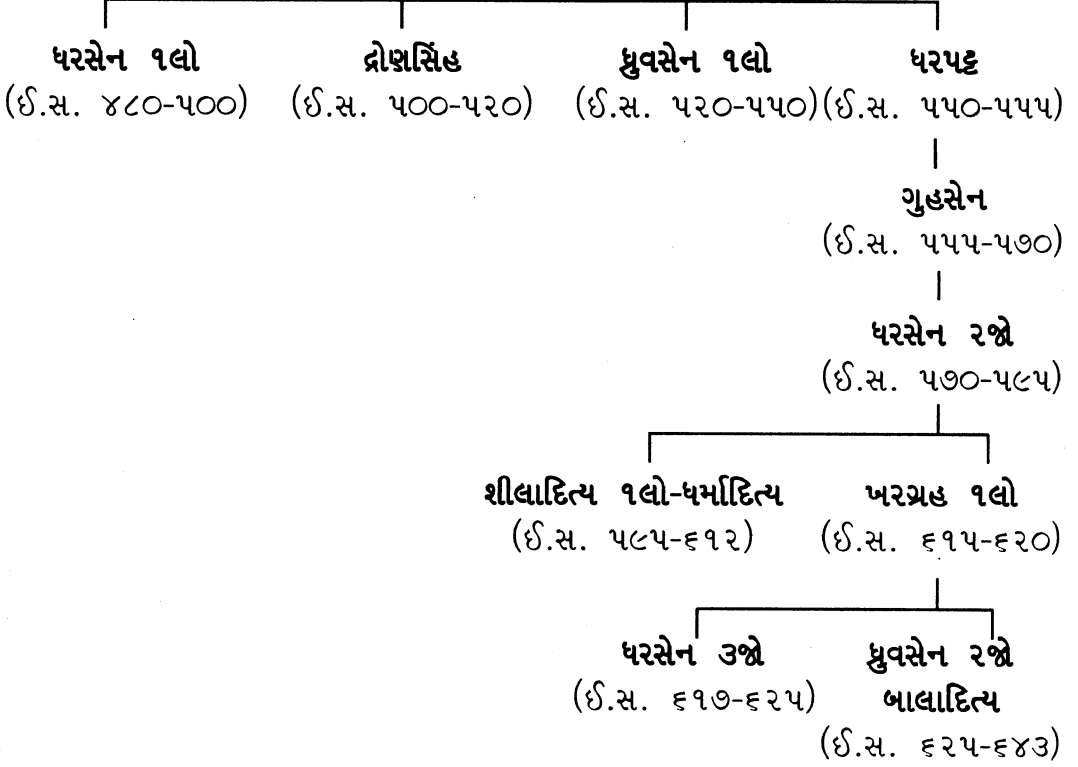 ધરસેન ૧લો દ્રોણસિંહ ધ્રુવસેન ૧લો ધરપટ્ટ
(ઈ.સ. ૪૮૦-૫૦૦) (ઈ.સ. ૫૦૦-૫૨૦) (ઈ.સ. ૫૨૦-૫૫૦) (ઈ.સ. ૫૫૦-૫૫૫)
ગુહસેન
(ઈ.સ. ૫૫૫-૫૭૦)
ધરસેન ૨જો
(ઈ.સ. ૫૭૦-૫૯૫)
શીલાદિત્ય ૧લો-ધર્માદિત્ય ખરગ્રહ ૧લો
(ઈ.સ. ૫૯૫-૬૧૨) (ઈ.સ. ૬૧૫-૬૨૦)
ધરસેન ૩જો ધ્રુવસેન ૨જો
(ઈ.સ. ૬૧૭-૬૨૫) બાલાદિત્ય
(ઈ.સ. ૬૨૫-૬૪૩)